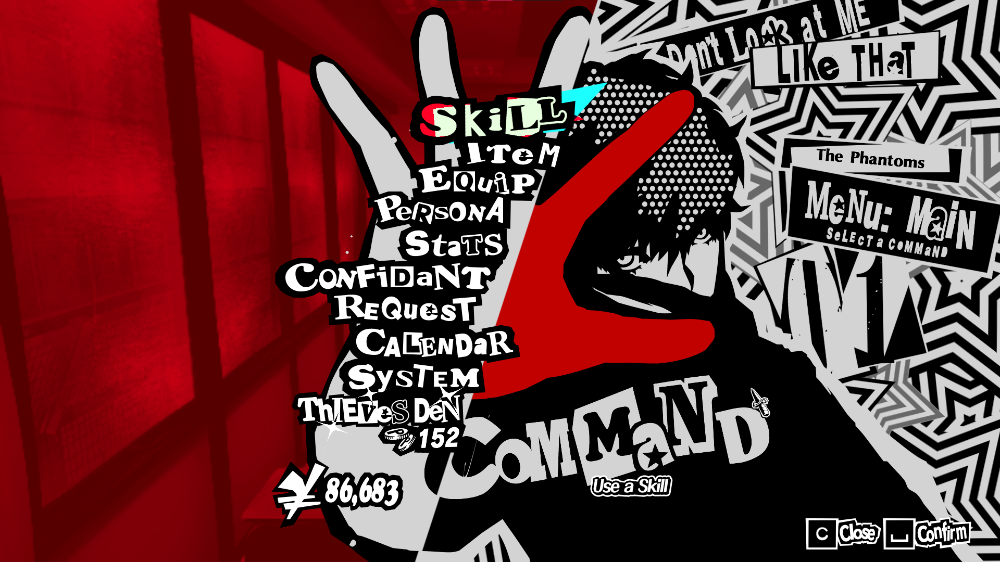 Don't Look at ME
LIKe THaT
The Phantoms
MeNu: MaiN
SeLEcT a CoMMaND
SkiLL
ITeM
EQuiP
PeRSONA
StaTS
CONFiDaNT
REQuesT
CALENDaR
SySTEM
ThIEVeS DeN
152
¥86,683
CoMMaND
Use a Skill
C Close Confirm